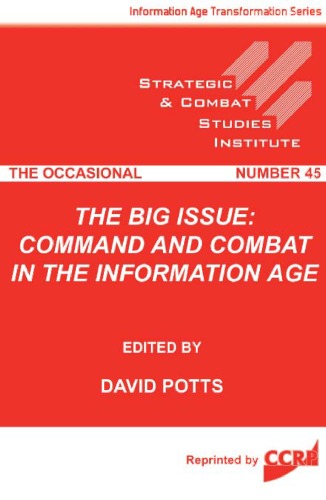 Information Age Transformation Series
STRATEGIC
& COMBAT
STUDIES
INSTITUTE
THE OCCASIONAL NUMBER 45
THE BIG ISSUE:
COMMAND AND COMBAT
IN THE INFORMATION AGE
EDITED BY
DAVID POTTS
Reprinted by CCRP